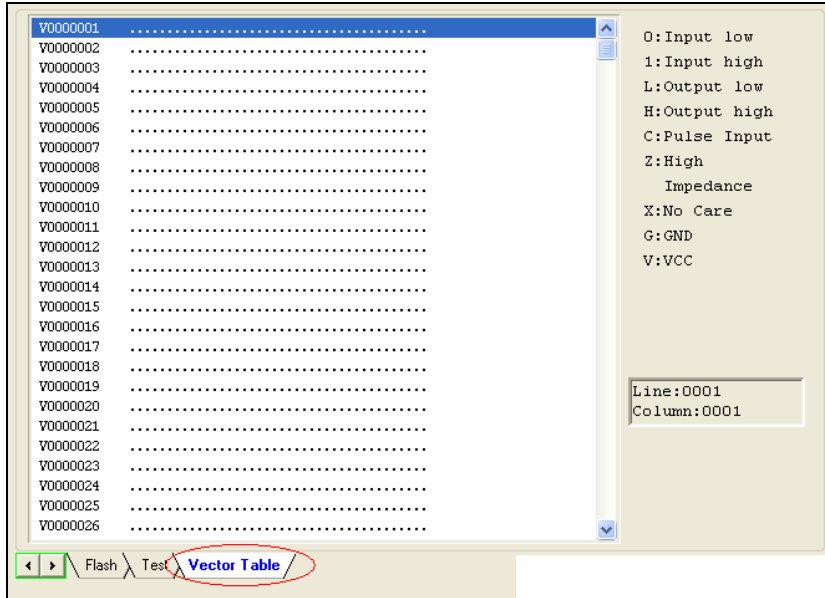 V0000001 ........................................
V0000002 ........................................
V0000003 ........................................
V0000004 ........................................
V0000005 ........................................
V0000006 ........................................
V0000007 ........................................
V0000008 ........................................
V0000009 ........................................
V0000010 ........................................
V0000011 ........................................
V0000012 ........................................
V0000013 ........................................
V0000014 ........................................
V0000015 ........................................
V0000016 ........................................
V0000017 ........................................
V0000018 ........................................
V0000019 ........................................
V0000020 ........................................
V0000021 ........................................
V0000022 ........................................
V0000023 ........................................
V0000024 ........................................
V0000025 ........................................
V0000026 ........................................
0:Input low
1:Input high
L:Output low
H:Output high
C:Pulse Input
Z:High
Impedance
X:No Care
G:GND
V:VCC
Line:0001
Column:0001
Flash Test Vector Table